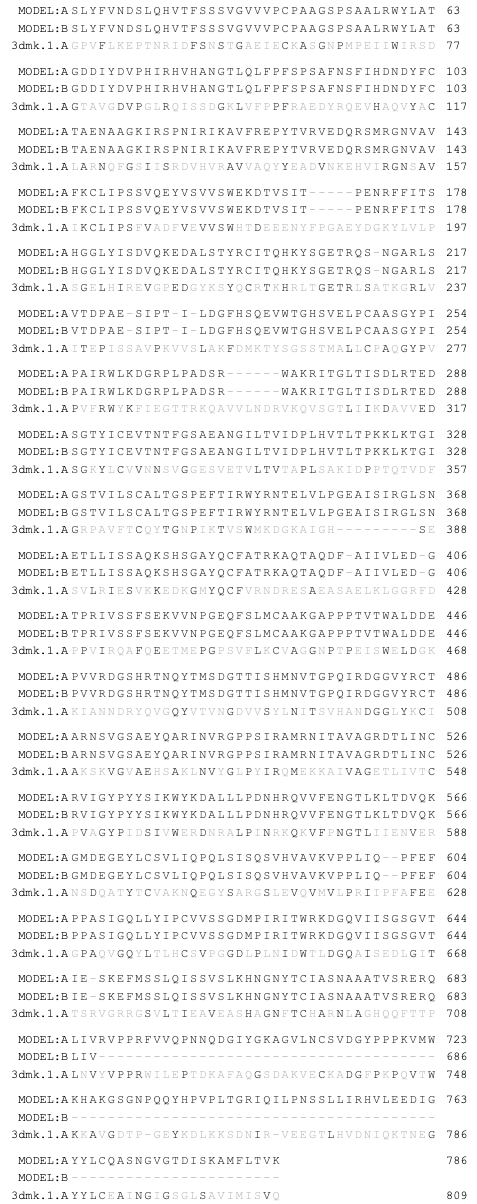 MODEL:A SLYFVNDSLQHVTFSSVGVVVPCPAAGSPSAALRWYLAT 63
MODEL:B SLYFVNDSLQHVTFSSVGVVVPCPAAGSPSAALRWYLAT 63
3dmk.1.A GPVFLKEPTNRIDFSNSTGAEIECKASGNPMPEIIWIRSD 77
MODEL:A GDDIYDVPHIRHVHANGTLQLFPFSPSAFNSFIHDNDYFC 103
MODEL:B GDDIYDVPHIRHVHANGTLQLFPFSPSAFNSFIHDNDYFC 103
3dmk.1.A GTAVGDVPGLRQISSDGKLVFPPFRAEDYRQEVHAQVYAC 117
MODEL:A TAENAAGKIRSPNIRIKAVFREPYTVRVEDQRSMRGNVAV 143
MODEL:B TAENAAGKIRSPNIRIKAVFREPYTVRVEDQRSMRGNVAV 143
3dmk.1.A LARNQFGSIISRDVHVRAVVAQYYEADVNKEHVIRGNSAV 157
MODEL:A FKCLIPSSVQEYVSVVSWEKDTVSIT-----PENRFFITS 178
MODEL:B FKCLIPSSVQEYVSVVSWEKDTVSIT-----PENRFFITS 178
3dmk.1.A IKCLIPSFVADFVEVVSWHTDEEENYFPGAEYDGKYLVLP 197
MODEL:A HGGLYISDVQKEDALSTYRCITQHKYSGETRQS-NGARLS 217
MODEL:B HGGLYISDVQKEDALSTYRCITQHKYSGETRQS-NGARLS 217
3dmk.1.A SGELHIREVGPEDGYKSYQCRTKHRLTGETRLSATKGRLV 237
MODEL:A VTDPAE-SIPT-I-LDGFHSQEVWTGHSVELPCAASGYPI 254
MODEL:B VTDPAE-SIPT-I-LDGFHSQEVWTGHSVELPCAASGYPI 254
3dmk.1.A ITEPISSAVPKVVSLAKFDMKTYSGSSTMALLCPAQGYPV 277
MODEL:A PAIRWLKDGRPLPADSR------WAKRITGLTISDLRTED 288
MODEL:B PAIRWLKDGRPLPADSR------WAKRITGLTISDLRTED 288
3dmk.1.A PVFRWYKFIEGTTRKQAVVLNDRVKQVSGTLIIKDAVVED 317
MODEL:A SGTYICEVTNTFGSAEANGILTVIDPLHVTLTPKKLKTGI 328
MODEL:B SGTYICEVTNTFGSAEANGILTVIDPLHVTLTPKKLKTGI 328
3dmk.1.A SGKYLCVVNNSVGGESVETVLTVTAPLSAKIDPPTQTVDF 357
MODEL:A GSTVILSCALTGSPEFTIRWYRNTELVLPGEAISIRGLSN 368
MODEL:B GSTVILSCALTGSPEFTIRWYRNTELVLPGEAISIRGLSN 368
3dmk.1.A GRPAVFTCQYTGNPIKTVSWMKDGKAIGH---------SE 388
MODEL:A ETLLISSAQKSHSGAYQCFATRKAQTAQDF-AIIVLED-G 406
MODEL:B ETLLISSAQKSHSGAYQCFATRKAQTAQDF-AIIVLED-G 406
3dmk.1.A SVLRIESVKKEDKGMYQCFVRNDRESAEASAELKLGGRFD 428
MODEL:A TPRIVSSFSEKVVNPGEQFSLMCAAKGAPPPTVTWALDDE 446
MODEL:B TPRIVSSFSEKVVNPGEQFSLMCAAKGAPPPTVTWALDDE 446
3dmk.1.A PPVIRQAFQEETMEPGPSVFLKCVAGGNPTPEISWELDGK 468
MODEL:A PVVRDGSHRTNQYTMSDGTTISHMNVTGPQIRDGGVYRCT 486
MODEL:B PVVRDGSHRTNQYTMSDGTTISHMNVTGPQIRDGGVYRCT 486
3dmk.1.A KIANNDRYQVGQYVTVNGDVVSYLNITSVHANDGGLYKCI 508
MODEL:A ARNSVGSAEYQARINVRGPPSIRAMRNITAVAGRDTLINC 526
MODEL:B ARNSVGSAEYQARINVRGPPSIRAMRNITAVAGRDTLINC 526
3dmk.1.A AKSKVGVAEHSAKLNVYGLPYIRQMEKKAIVAGETLIVTC 548
MODEL:A RVIGYPYYSIKWYKDALLLPDNHRQVVFENGTLKLTDVQK 566
MODEL:B RVIGYPYYSIKWYKDALLLPDNHRQVVFENGTLKLTDVQK 566
3dmk.1.A PVAGYPIDSIVWERDNRALPINRKQKVFPNGTLIIENVER 588
MODEL:A GMDEGEYLCSVLIQPQLSISQSVHVAVKVPPLIQ--PFEF 604
MODEL:B GMDEGEYLCSVLIQPQLSISQSVHVAVKVPPLIQ--PFEF 604
3dmk.1.A NSDQATYTCVAKNQEGYSARGSLEVQVMVLPRIIPFAFEE 628
MODEL:A PPASIGQLLYIPCVVSSGDMPIRITWRKDGQVIISGSGVT 644
MODEL:B PPASIGQLLYIPCVVSSGDMPIRITWRKDGQVIISGSGVT 644
3dmk.1.A GPAQVGQYLTLHCSVPGGDLPLNIDWTLDGQAISEDLGIT 668
MODEL:A IE-SKEFMSSLQISSVSLKHNGNYTCIASNAAATVSRERQ 683
MODEL:B IE-SKEFMSSLQISSVSLKHNGNYTCIASNAAATVSRERQ 683
3dmk.1.A TSRVGRRGSVLTIEAVEASHAGNFTCHARNLAGHQQFTTP 708
MODEL:A LIVRVPPRFVVQPNNQDGIYGKAGVLNCSVDGYPPPKVMW 723
MODEL:B LIV------------------------------------- 686
3dmk.1.A LNVYVPPRWILEPTDKAFAQGSDAKVECKADGFPKPQVTW 748
MODEL:A KHAKGSGNPQQYHPVPLTGRIQILPNSSLLIRHVLEEDIG 763
MODEL:B ----------------------------------------
3dmk.1.A KKAVGDTP-GEYKDLKKSDNIR-VEEGTLHVDNIQKTNEG 786
MODEL:A YYLCQASNGVGTDISKAMFLTVK 786
MODEL:B -----------------------
3dmk.1.A YYLCEAINGIGSGLSAVIMISVQ 809